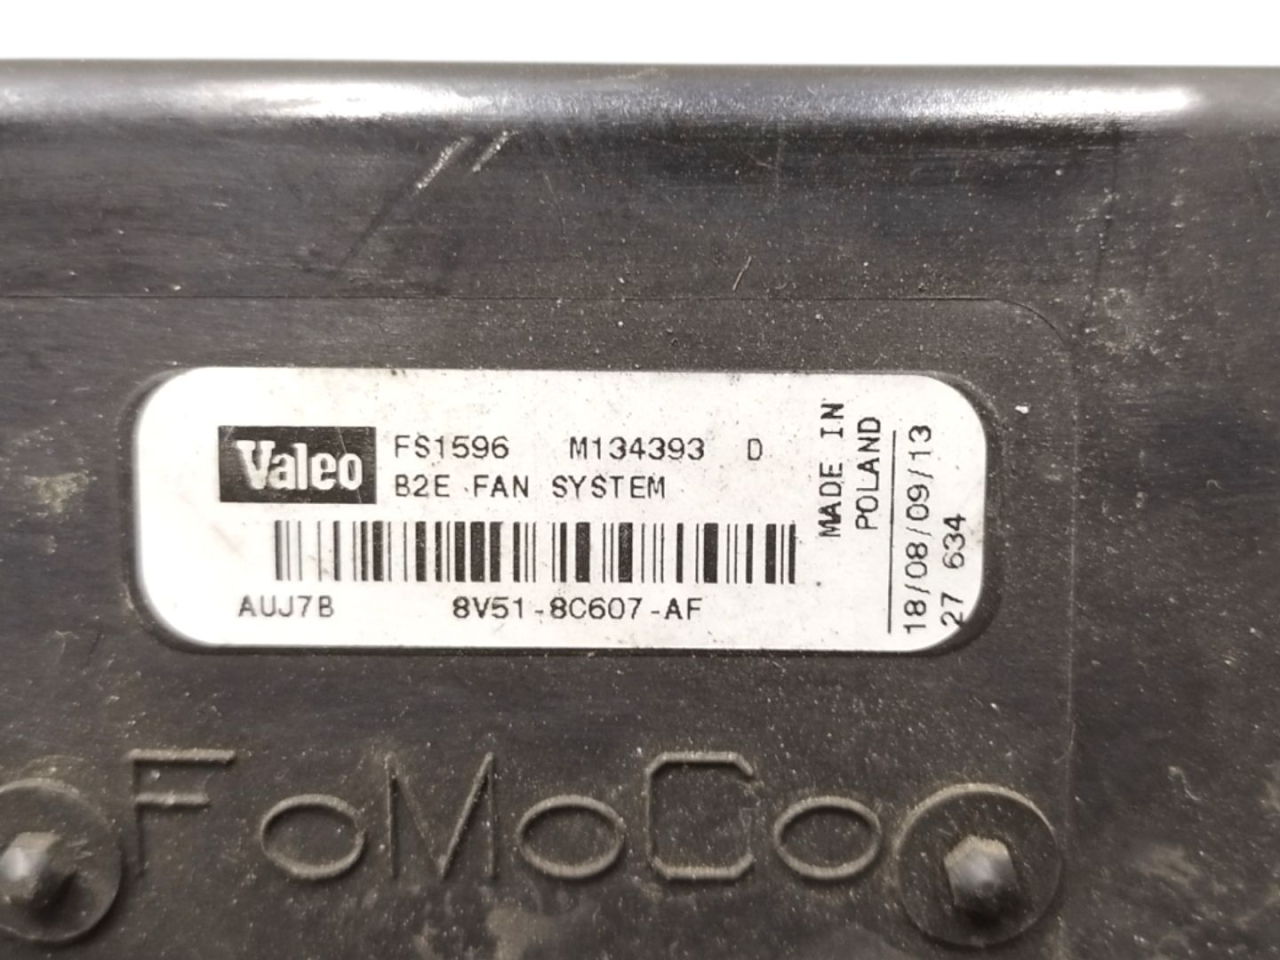 Valeo FS1596 M134393 D
B2E FAN SYSTEM
AUJ7B 8V51-8C607-AF
MADE IN
POLAND
18/08/09/13
27 634
FoMoCo